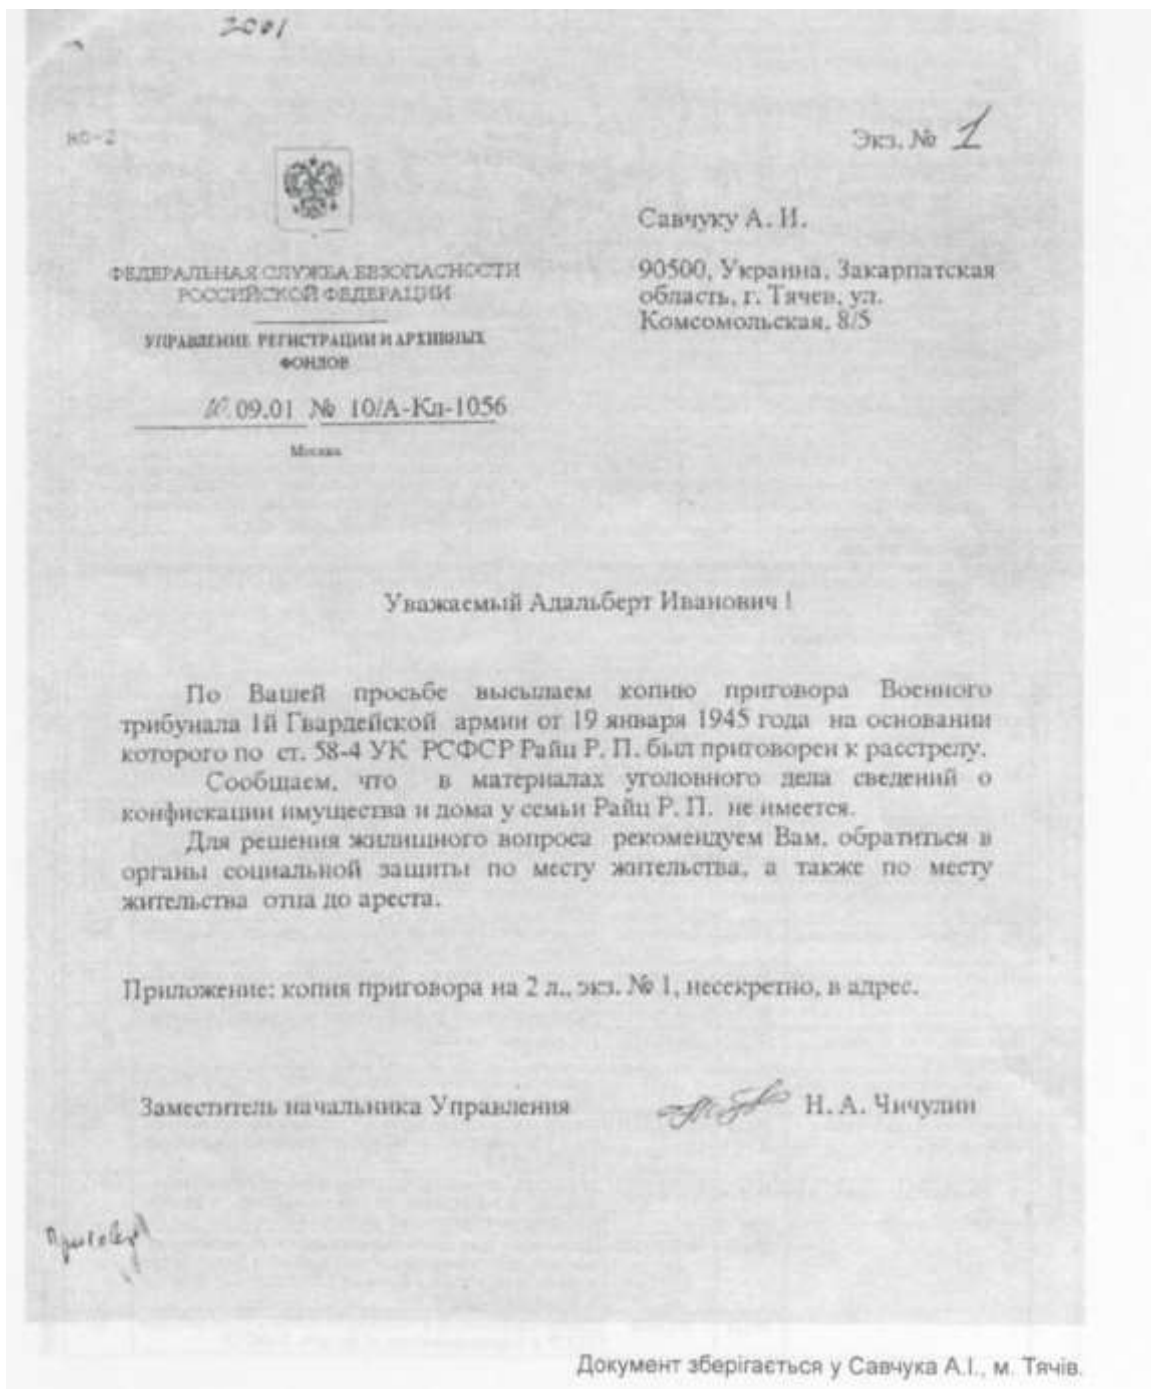 2001
Экз. № 1
Савчуку А. И.
90500, Украина, Закарпатская
область, г. Тячев, ул.
Комсомольская, 8/5
ФЕДЕРАЛЬНАЯ СЛУЖБА БЕЗОПАСНОСТИ
РОССИЙСКОЙ ФЕДЕРАЦИИ
УПРАВЛЕНИЕ РЕГИСТРАЦИИ И АРХИВНЫХ
ФОНДОВ
10.09.01 № 10/А-Кл-1056
Москва
Уважаемый Адальберт Иванович !
По Вашей просьбе высылаем копию приговора Военного
трибунала 1й Гвардейской армии от 19 января 1945 года на основании
которого по ст. 58-4 УК РСФСР Райц Р. П. был приговорен к расстрелу.
Сообщаем, что в материалах уголовного дела сведений о
конфискации имущества и дома у семьи Райц Р. П. не имеется.
Для решения жилищного вопроса рекомендуем Вам, обратиться в
органы социальной защиты по месту жительства, а также по месту
жительства отца до ареста.
Приложение: копия приговора на 2 л., экз. № 1, несекретно, в адрес.
Заместитель начальника Управления Н. А. Чичулин
Документ зберігається у Савчука А.І., м. Тячів.